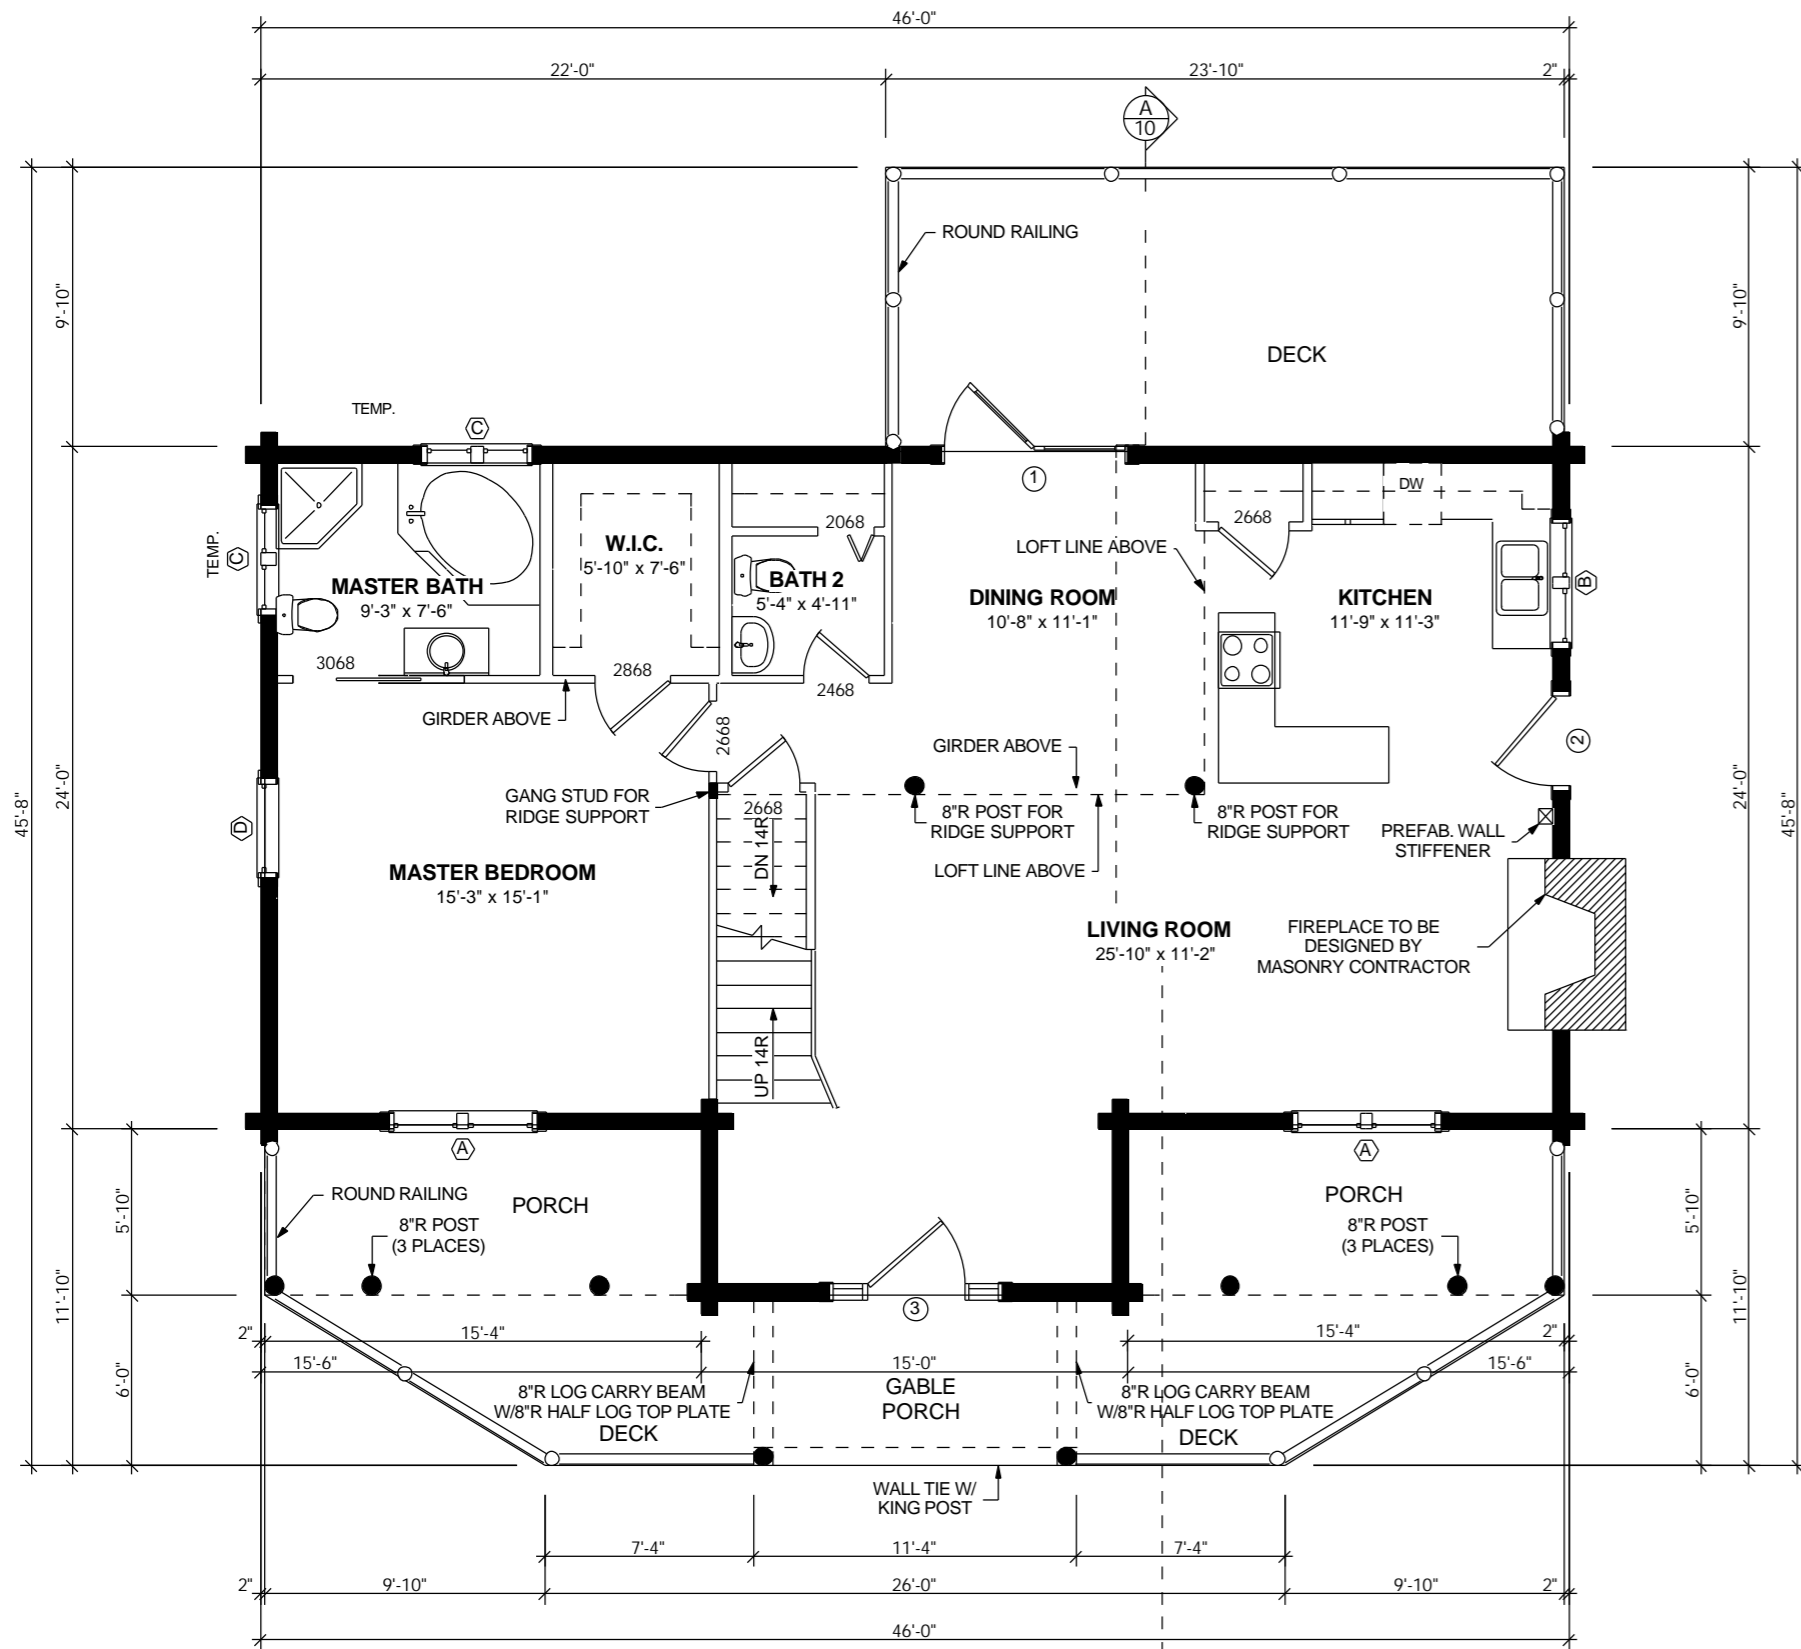 46'-0"
22'-0"
23'-10"
2"
A
10
ROUND RAILING
9'-10"
9'-10"
DECK
TEMP.
C
1
DW
2068
2668
TEMP.
C
W.I.C.
5'-10" x 7'-6"
LOFT LINE ABOVE
MASTER BATH
9'-3" x 7'-6"
BATH 2
5'-4" x 4'-11"
DINING ROOM
10'-8" x 11'-1"
KITCHEN
11'-9" x 11'-3"
B
3068
2868
2468
GIRDER ABOVE
2668
GIRDER ABOVE
2
45'-8"
24'-0"
24'-0"
45'-8"
GANG STUD FOR
RIDGE SUPPORT
2668
8"R POST FOR
RIDGE SUPPORT
8"R POST FOR
RIDGE SUPPORT
PREFAB. WALL
STIFFENER
D
DN 14R
MASTER BEDROOM
15'-3" x 15'-1"
LOFT LINE ABOVE
LIVING ROOM
25'-10" x 11'-2"
FIREPLACE TO BE
DESIGNED BY
MASONRY CONTRACTOR
UP 14R
A
A
5'-10"
ROUND RAILING
PORCH
8"R POST
(3 PLACES)
PORCH
8"R POST
(3 PLACES)
5'-10"
11'-10"
11'-10"
3
2"
15'-4"
15'-4"
2"
15'-6"
15'-0"
15'-6"
6'-0"
6'-0"
8"R LOG CARRY BEAM
W/8"R HALF LOG TOP PLATE
DECK
GABLE
PORCH
8"R LOG CARRY BEAM
W/8"R HALF LOG TOP PLATE
DECK
WALL TIE W/
KING POST
7'-4"
11'-4"
7'-4"
2"
9'-10"
26'-0"
9'-10"
2"
46'-0"